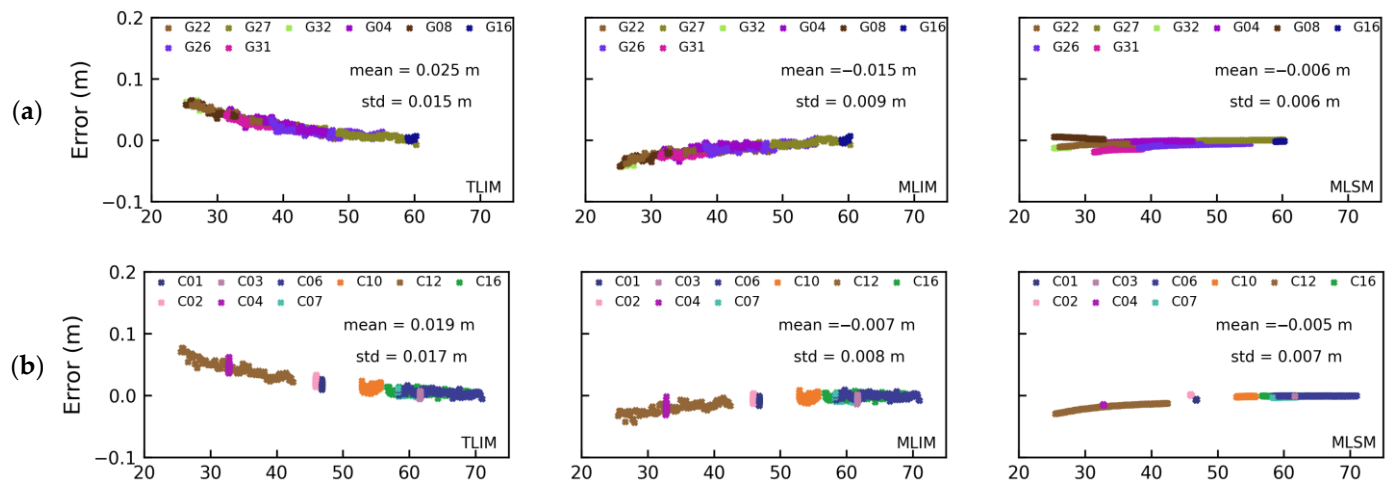 G22 G27 G32 G04 G08 G16
G26 G31
mean = 0.025 m
std = 0.015 m
TLIM
G22 G27 G32 G04 G08 G16
G26 G31
mean =−0.015 m
std = 0.009 m
MLIM
G22 G27 G32 G04 G08 G16
G26 G31
mean =−0.006 m
std = 0.006 m
MLSM
(a)
Error (m)
0.2
0.1
0.0
−0.1
20 30 40 50 60 70
20 30 40 50 60 70
20 30 40 50 60 70
C01 C03 C06 C10 C12 C16
C02 C04 C07
mean = 0.019 m
std = 0.017 m
TLIM
C01 C03 C06 C10 C12 C16
C02 C04 C07
mean =−0.007 m
std = 0.008 m
MLIM
C01 C03 C06 C10 C12 C16
C02 C04 C07
mean =−0.005 m
std = 0.007 m
MLSM
(b)
Error (m)
0.2
0.1
0.0
−0.1
20 30 40 50 60 70
20 30 40 50 60 70
20 30 40 50 60 70